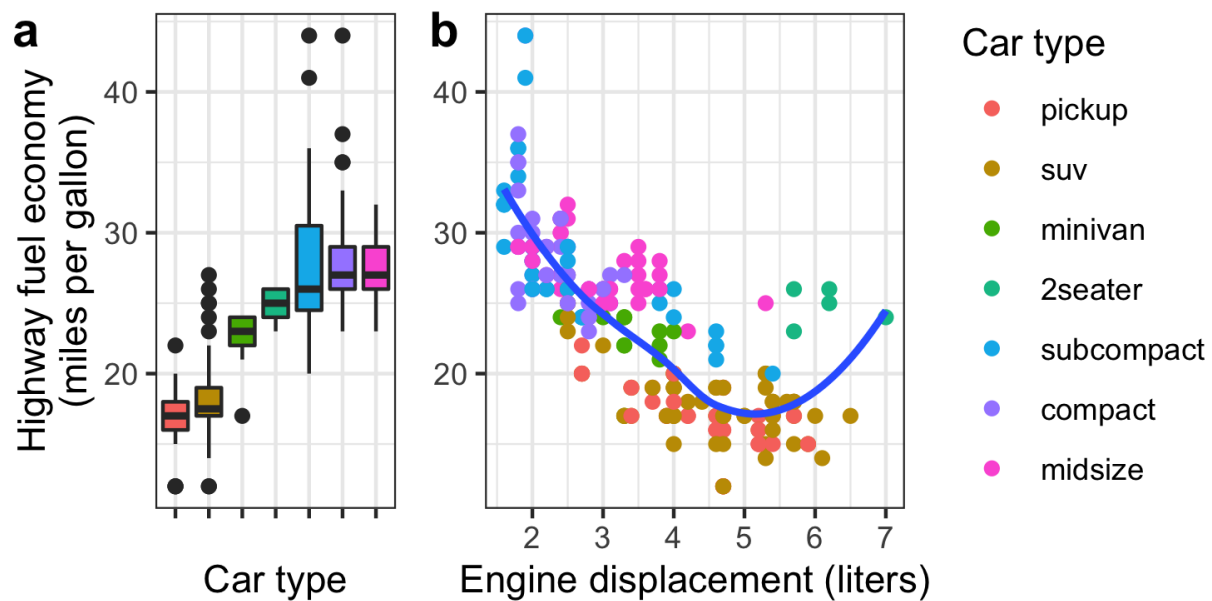 a
Highway fuel economy
(miles per gallon)
40
30
20
Car type
b
40
30
20
2 3 4 5 6 7
Engine displacement (liters)
Car type
pickup
suv
minivan
2seater
subcompact
compact
midsize